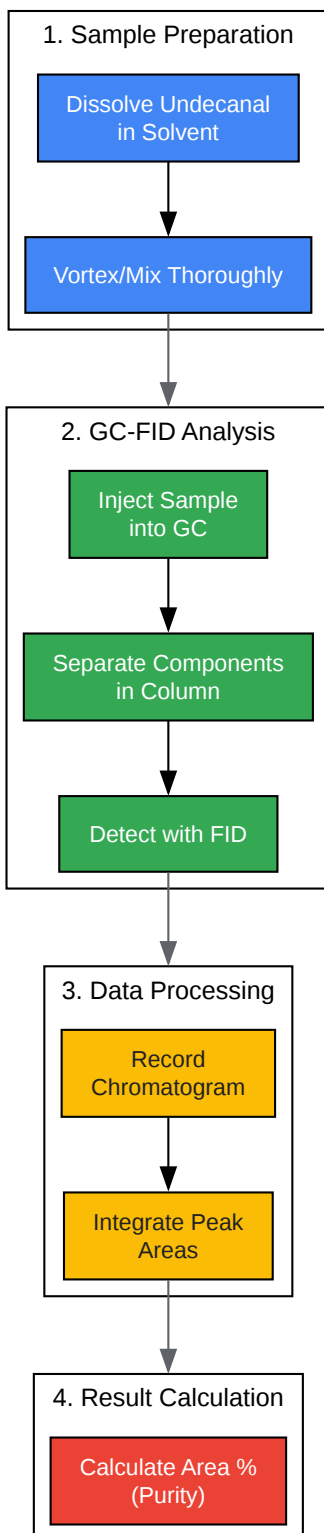 1. Sample Preparation
Dissolve Undecanal
in Solvent
Vortex/Mix Thoroughly
2. GC-FID Analysis
Inject Sample
into GC
Separate Components
in Column
Detect with FID
3. Data Processing
Record
Chromatogram
Integrate Peak
Areas
4. Result Calculation
Calculate Area %
(Purity)